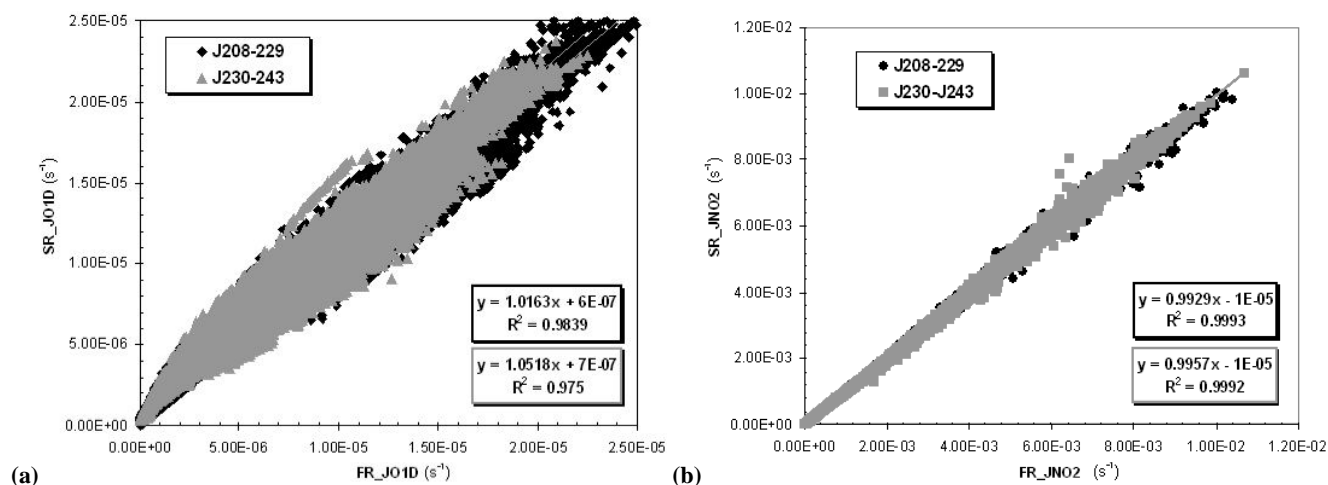 2.50E-05
J208-229
J230-243
2.00E-05
1.50E-05
1.00E-05
5.00E-06
0.00E+00
SR_JO1D (s⁻¹)
y = 1.0163x + 6E-07
R² = 0.9839
y = 1.0518x + 7E-07
R² = 0.975
0.00E+00 5.00E-06 1.00E-05 1.50E-05 2.00E-05 2.50E-05
FR_JO1D (s⁻¹)
(a)
1.20E-02
J208-229
J230-J243
1.00E-02
8.00E-03
6.00E-03
4.00E-03
2.00E-03
0.00E+00
SR_JNO2 (s⁻¹)
y = 0.9929x - 1E-05
R² = 0.9993
y = 0.9957x - 1E-05
R² = 0.9992
0.00E+00 2.00E-03 4.00E-03 6.00E-03 8.00E-03 1.00E-02 1.20E-02
FR_JNO2 (s⁻¹)
(b)